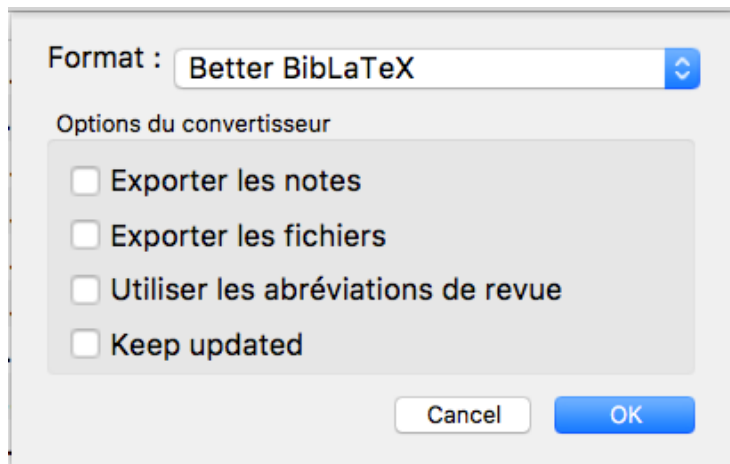 Format : Better BibLaTeX
Options du convertisseur
Exporter les notes
Exporter les fichiers
Utiliser les abréviations de revue
Keep updated
Cancel OK